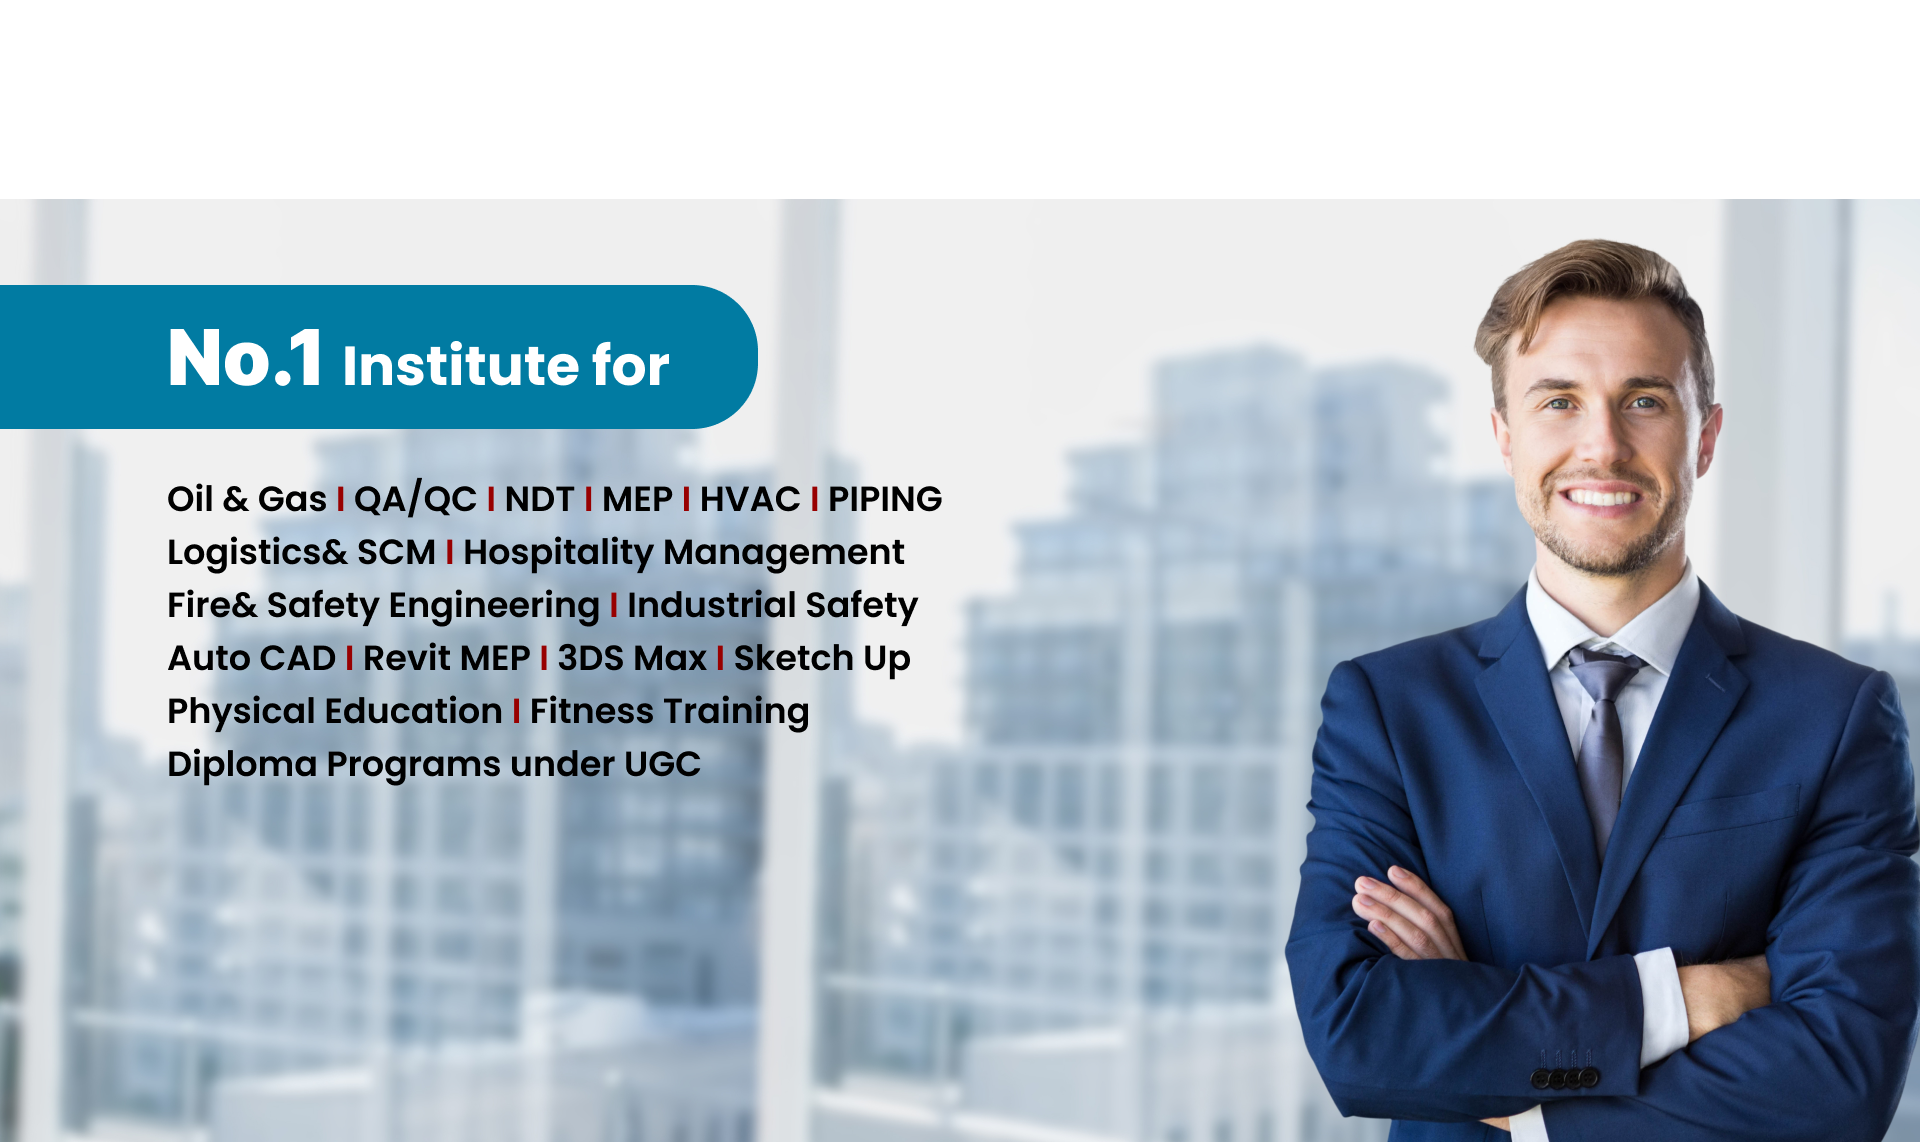 No.1 Institute for
Oil & Gas I QA/QC I NDT I MEP I HVAC I PIPING
Logistics& SCM I Hospitality Management
Fire& Safety Engineering I Industrial Safety
Auto CAD I Revit MEP I 3DS Max I Sketch Up
Physical Education I Fitness Training
Diploma Programs under UGC